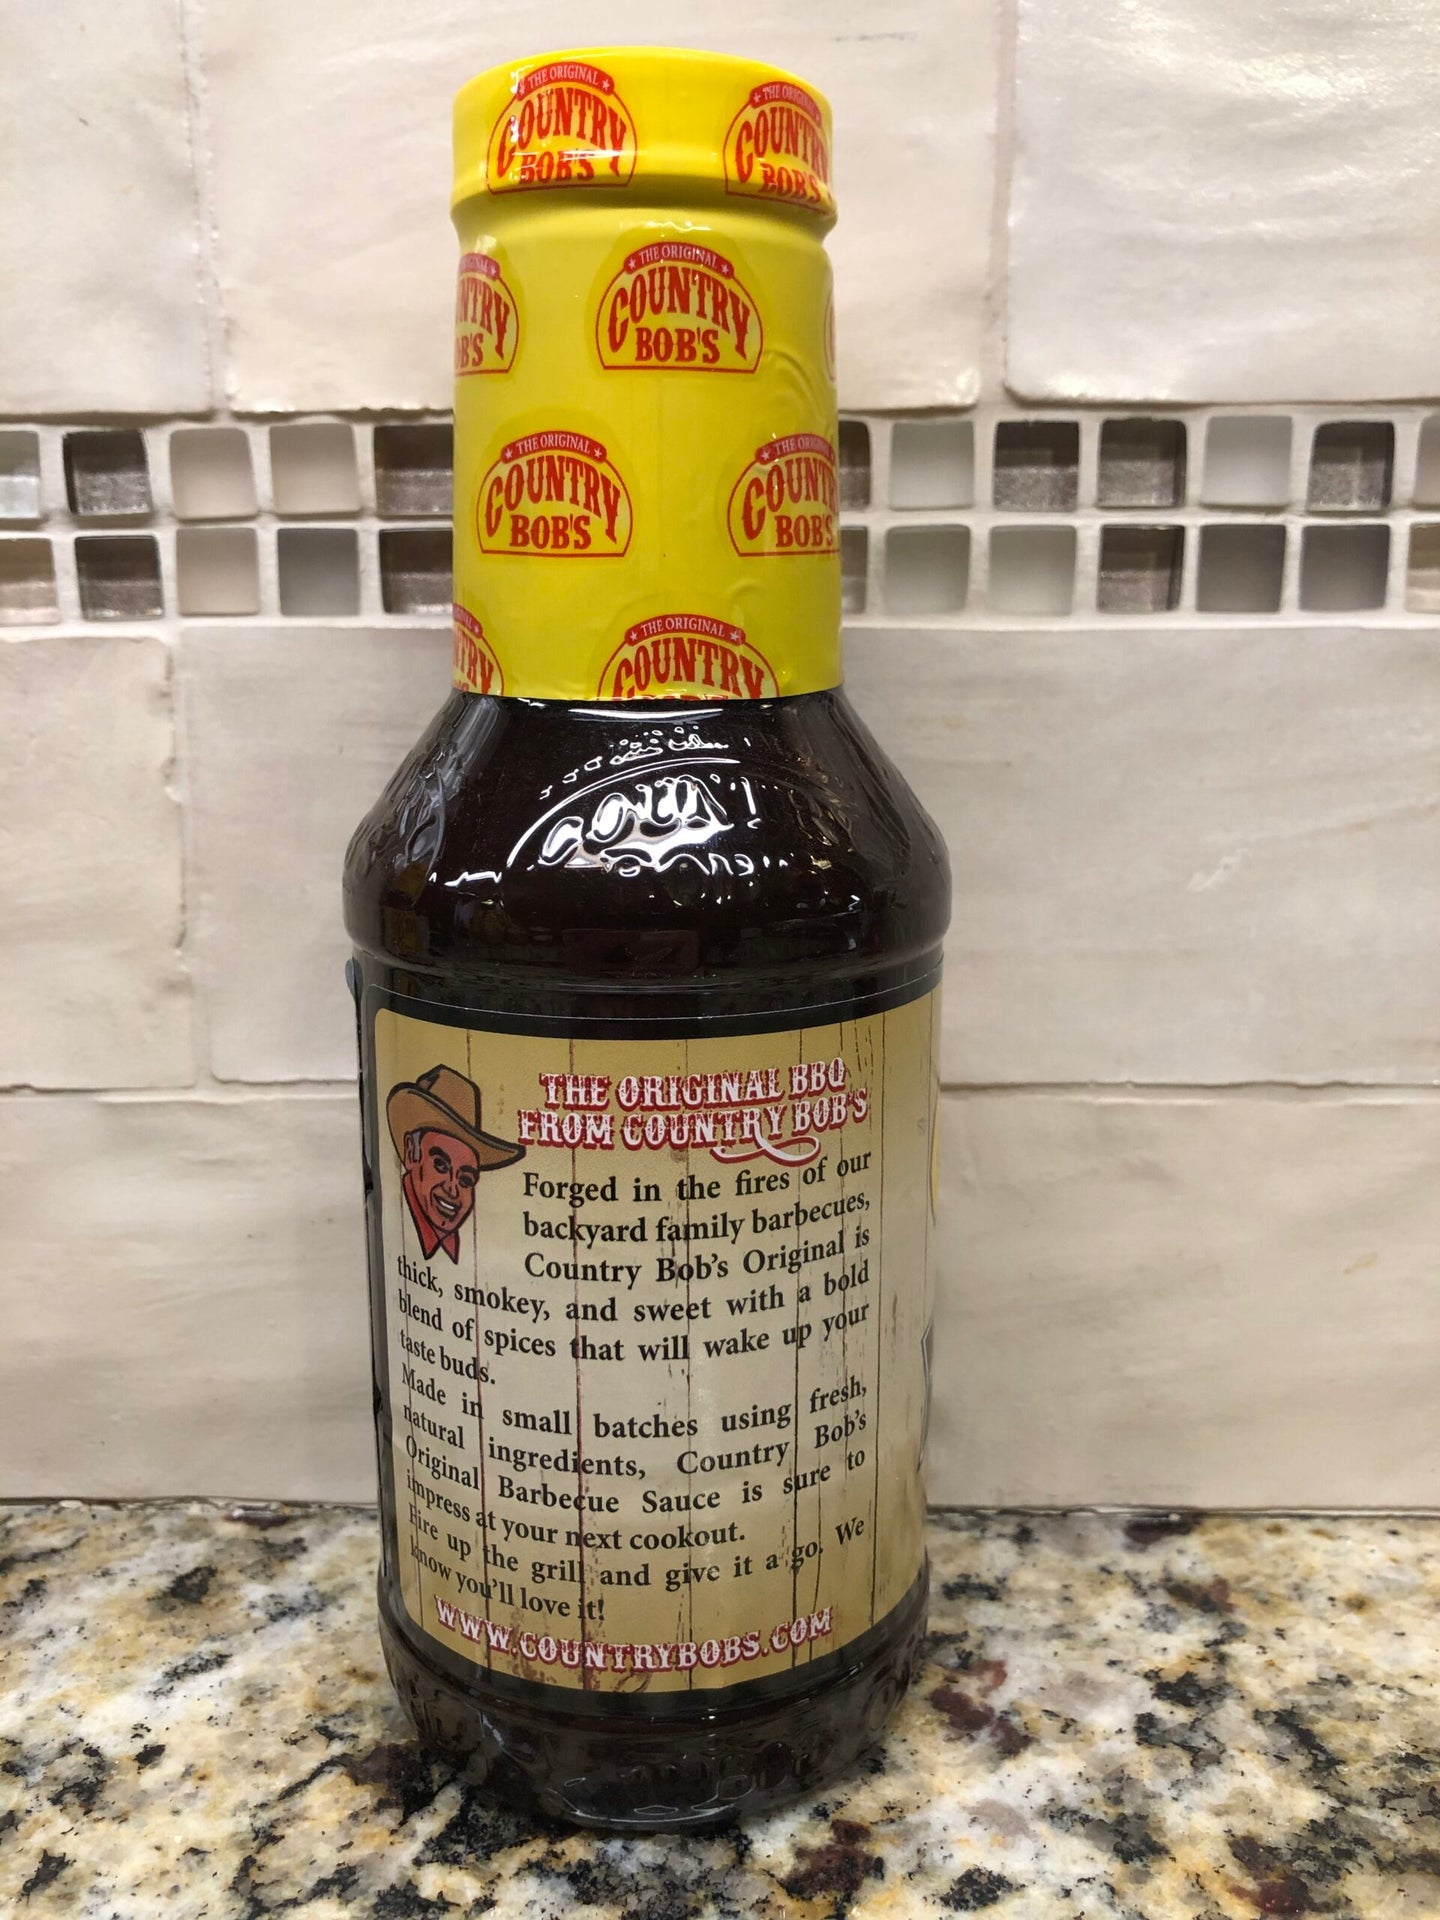 THE ORIGINAL
COUNTRY
BOB'S
THE ORIGINAL
COUNTRY
BOB'S
THE ORIGINAL
COUNTRY
BOB'S
THE ORIGINAL
COUNTRY
BOB'S
THE ORIGINAL
COUNTRY
BOB'S
THE ORIGINAL
COUNTRY
THE ORIGINAL BBQ
FROM COUNTRY BOB'S
Forged in the fires of our
backyard family barbecues,
Country Bob's Original is
thick, smokey, and sweet with a bold
blend of spices that will wake up your
taste buds.
Made in small batches using fresh,
natural ingredients, Country Bob's
Original Barbecue Sauce is sure to
impress at your next cookout.
Fire up the grill and give it a go. We
know you'll love it!
WWW.COUNTRYBOBS.COM